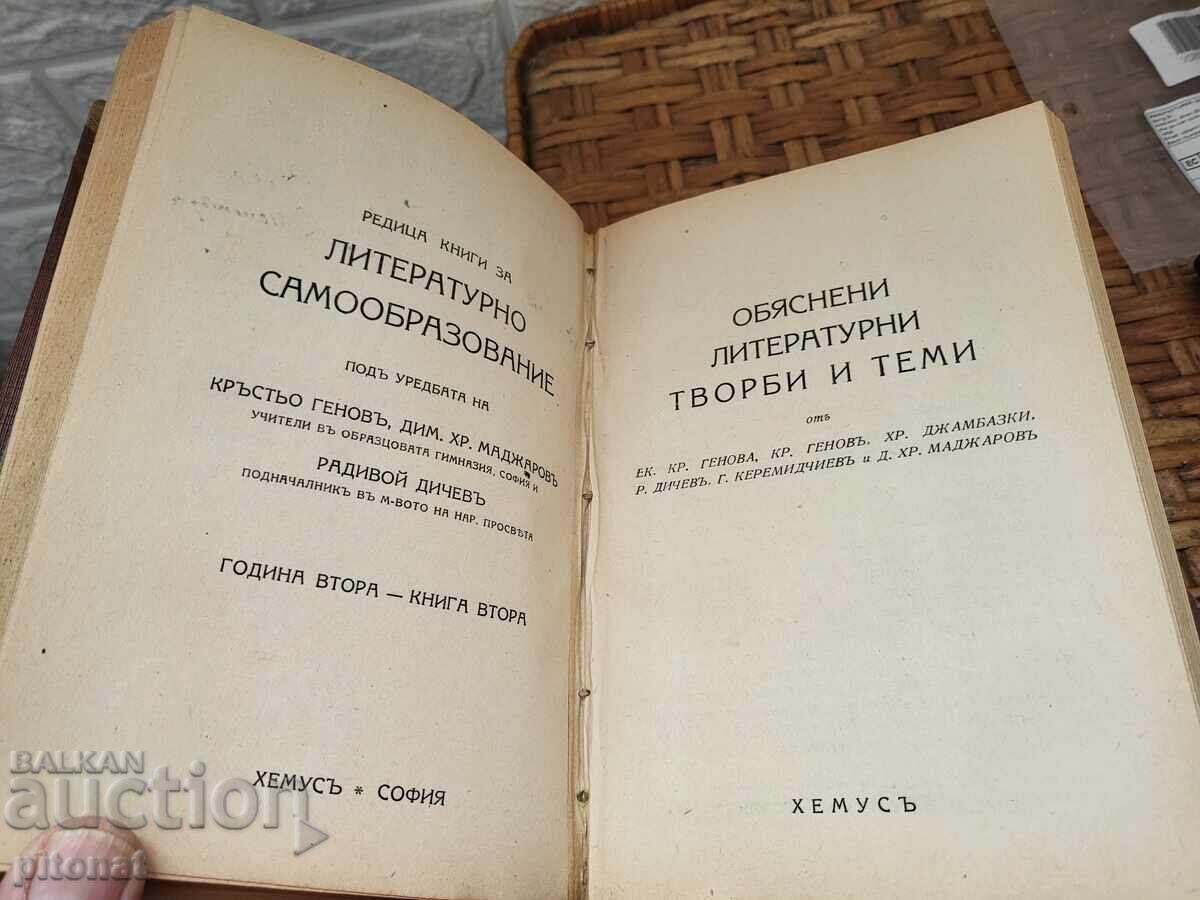 РЕДИЦА КНИГИ ЗА
ЛИТЕРАТУРНО
САМООБРАЗОВАНИЕ
ПОДЪ УРЕДБАТА НА
КРЪСТЬО ГЕНОВЪ, ДИМ. ХР. МАДЖАРОВЪ
УЧИТЕЛИ ВЪ ОБРАЗЦОВАТА ГИМНАЗИЯ, СОФИЯ И
РАДИВОЙ ДИЧЕВЪ
ПОДНАЧАЛНИКЪ ВЪ М-ВОТО НА НАР. ПРОСВѢТА
ГОДИНА ВТОРА — КНИГА ВТОРА
ХЕМУСЪ * СОФИЯ
ОБЯСНЕНИ
ЛИТЕРАТУРНИ
ТВОРБИ И ТЕМИ
отъ
ЕК. КР. ГЕНОВА, КР. ГЕНОВЪ, ХР. ДЖАМБАЗКИ,
Р. ДИЧЕВЪ, Г. КЕРЕМИДЧИЕВЪ и Д. ХР. МАДЖАРОВЪ
ХЕМУСЪ
BALKAN
auction
pitonat